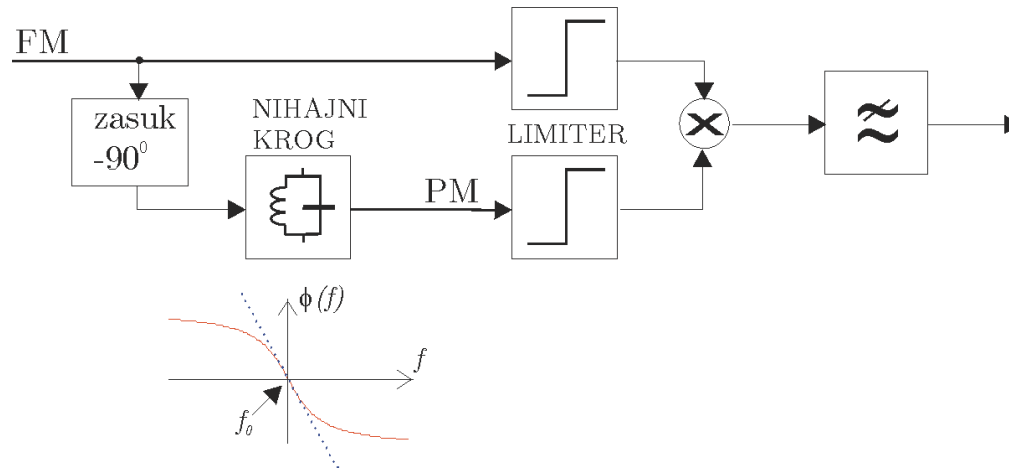 FM
zasuk
-90⁰
NIHAJNI
KROG
LIMITER
PM
ϕ(f)
f
f₀